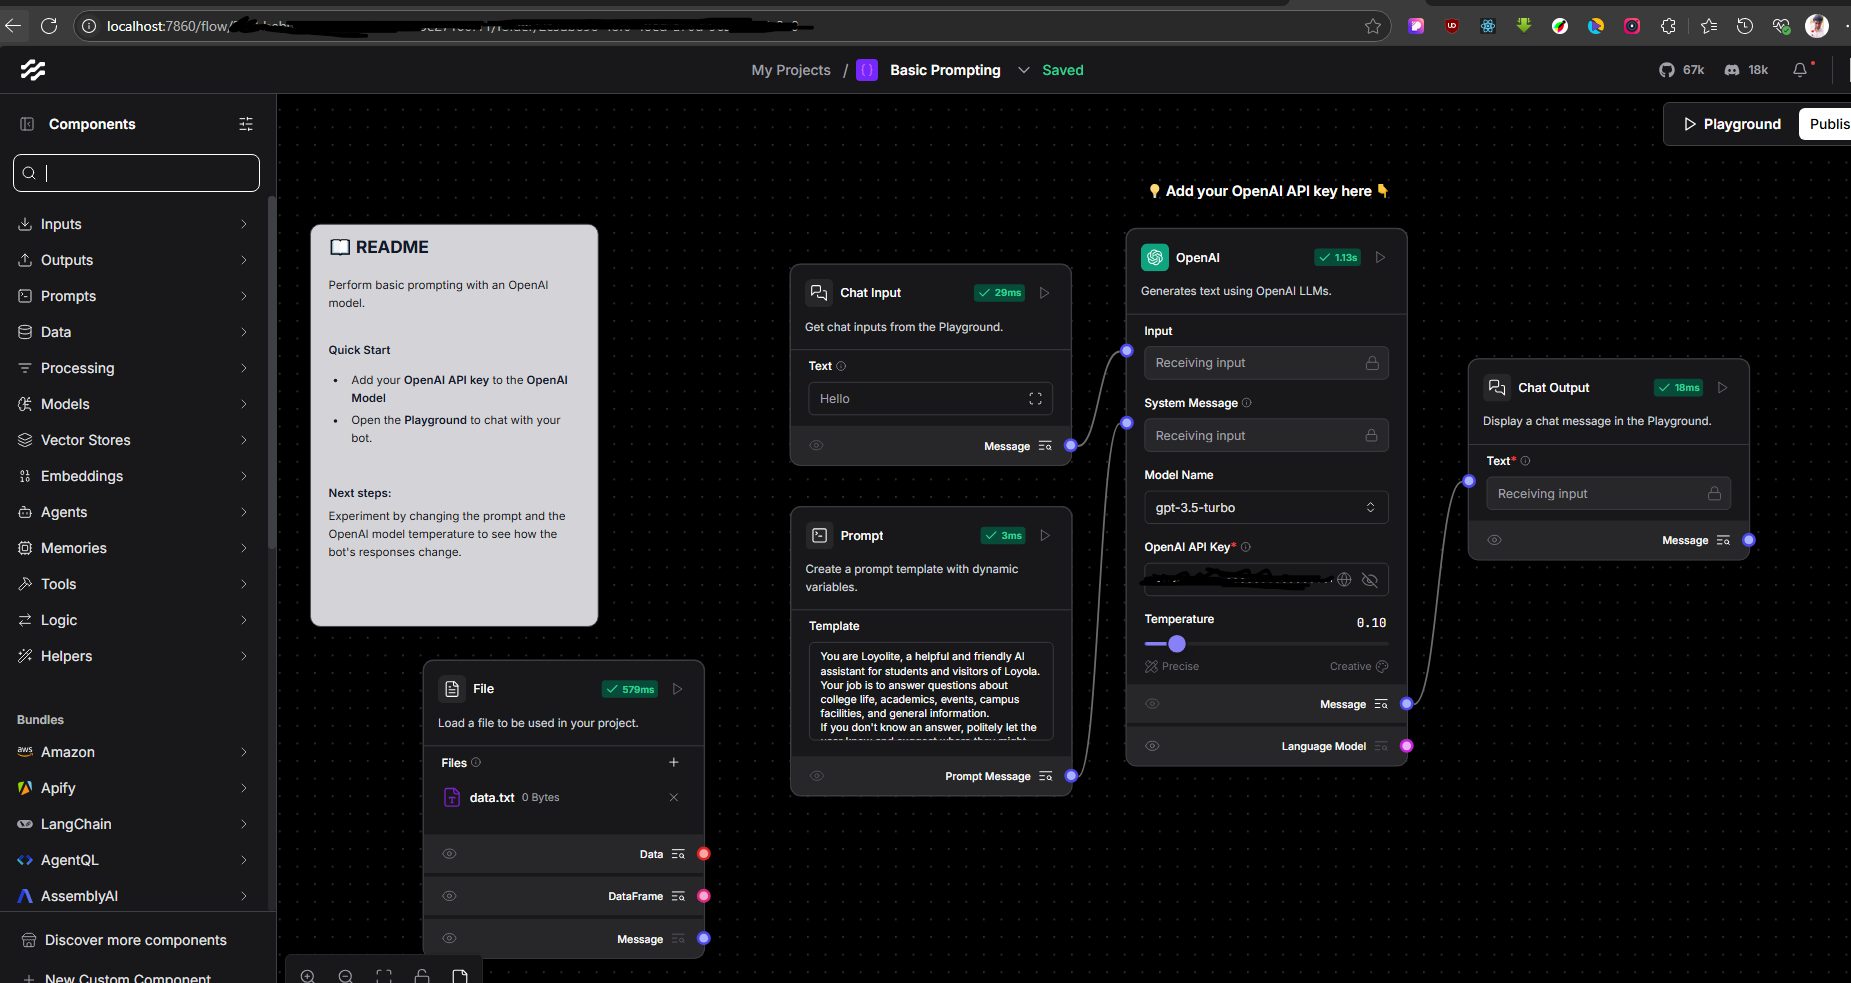 localhost:7860/flow/
My Projects / Basic Prompting Saved
67k 18k
Components
Playground
Publis
Inputs
Outputs
Prompts
Data
Processing
Models
Vector Stores
Embeddings
Agents
Memories
Tools
Logic
Helpers
Bundles
aws Amazon
Apify
LangChain
AgentQL
AssemblyAI
Discover more components
New Custom Component
README
Perform basic prompting with an OpenAI
model.
Quick Start
• Add your OpenAI API key to the OpenAI
Model
• Open the Playground to chat with your
bot.
Next steps:
Experiment by changing the prompt and the
OpenAI model temperature to see how the
bot's responses change.
File 579ms
Load a file to be used in your project.
Files
data.txt 0 Bytes
Data
DataFrame
Message
Chat Input 29ms
Get chat inputs from the Playground.
Text
Hello
Message
Prompt 3ms
Create a prompt template with dynamic
variables.
Template
You are Loyolite, a helpful and friendly AI
assistant for students and visitors of Loyola.
Your job is to answer questions about
college life, academics, events, campus
facilities, and general information.
If you don't know an answer, politely let the
Prompt Message
Add your OpenAI API key here
OpenAI 1.13s
Generates text using OpenAI LLMs.
Input
Receiving input
System Message
Receiving input
Model Name
gpt-3.5-turbo
OpenAI API Key*
Temperature 0.10
Precise Creative
Message
Language Model
Chat Output 18ms
Display a chat message in the Playground.
Text*
Receiving input
Message